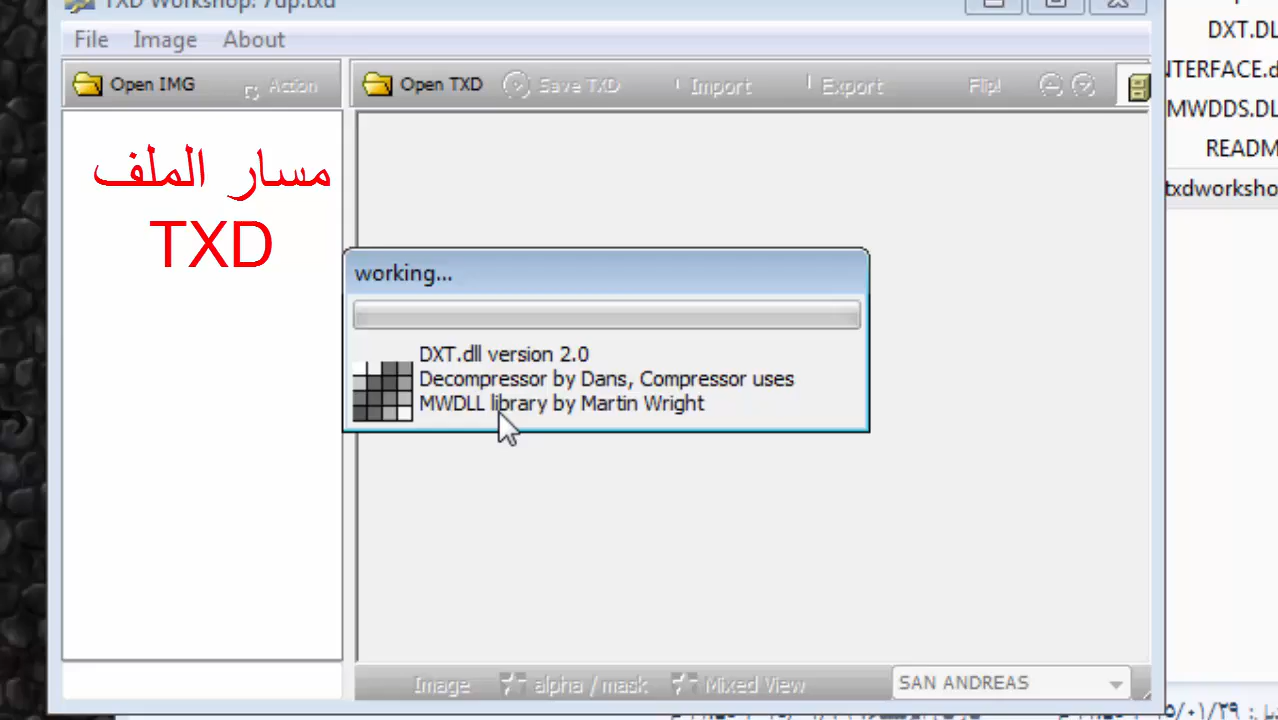 TXD Workshop: 7dp.txd
File Image About
Open IMG Action
Open TXD Save TXD Import Export Flip!
مسار الملف
TXD
working...
DXT.dll version 2.0
Decompressor by Dans, Compressor uses
MWDLL library by Martin Wright
Image alpha / mask Mixed View
SAN ANDREAS
DXT.DL
NTERFACE.d
MWDDS.DL
READM
txdworksho